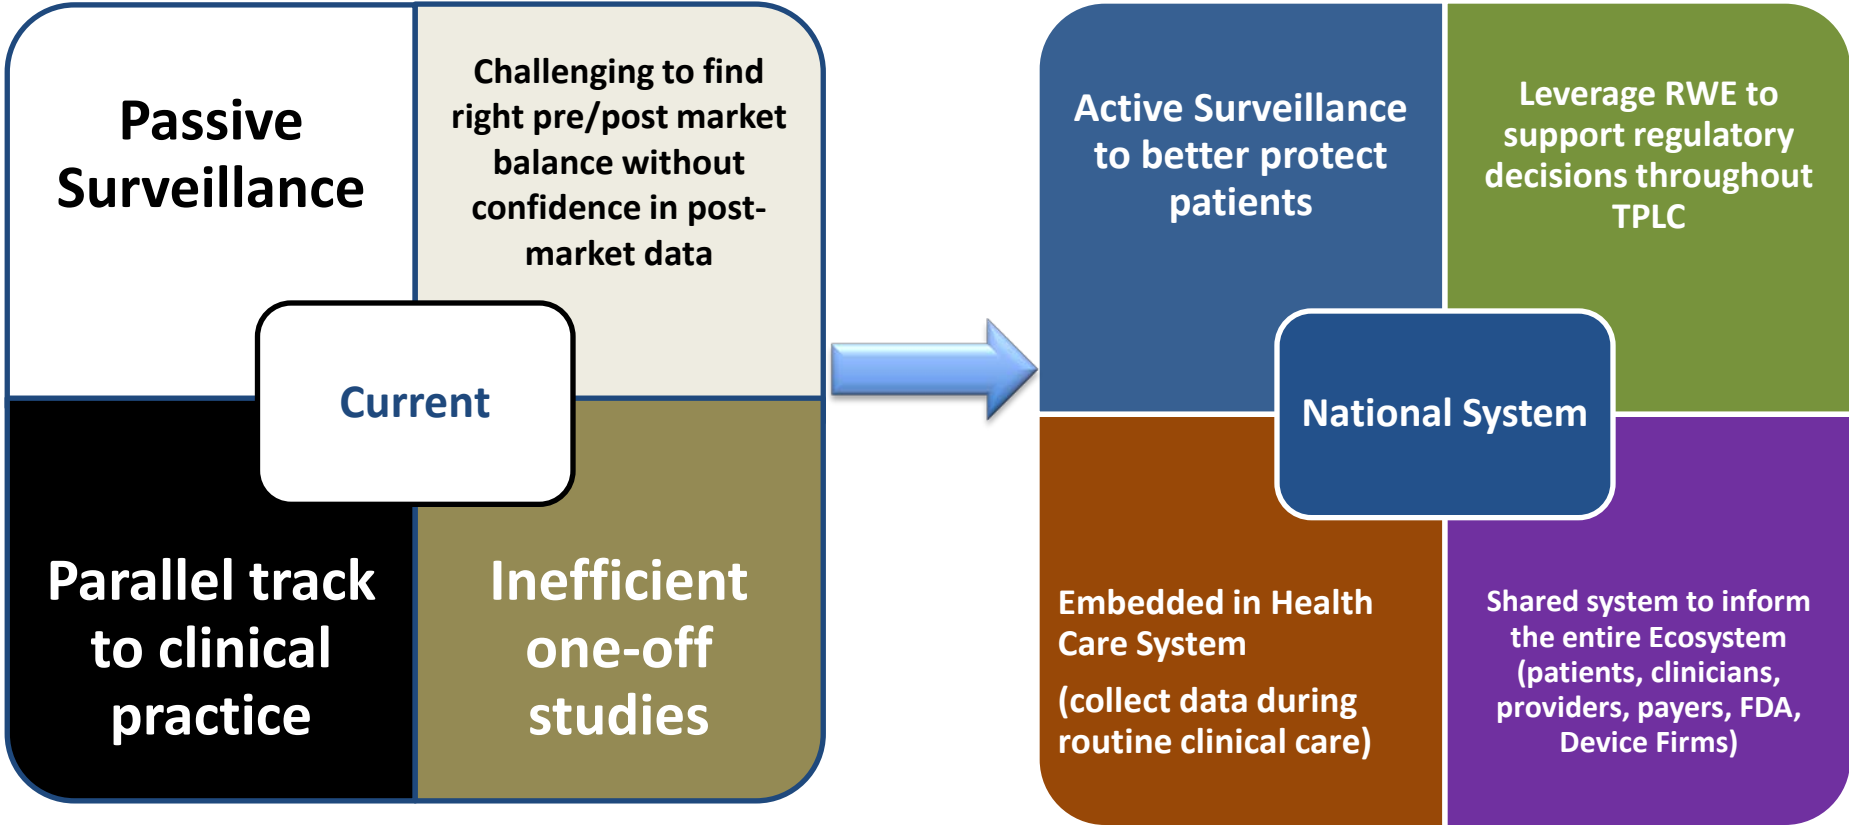 Passive
Surveillance
Challenging to find
right pre/post market
balance without
confidence in post-
market data
Current
Parallel track
to clinical
practice
Inefficient
one-off
studies
Active Surveillance
to better protect
patients
Leverage RWE to
support regulatory
decisions throughout
TPLC
National System
Embedded in Health
Care System
(collect data during
routine clinical care)
Shared system to inform
the entire Ecosystem
(patients, clinicians,
providers, payers, FDA,
Device Firms)